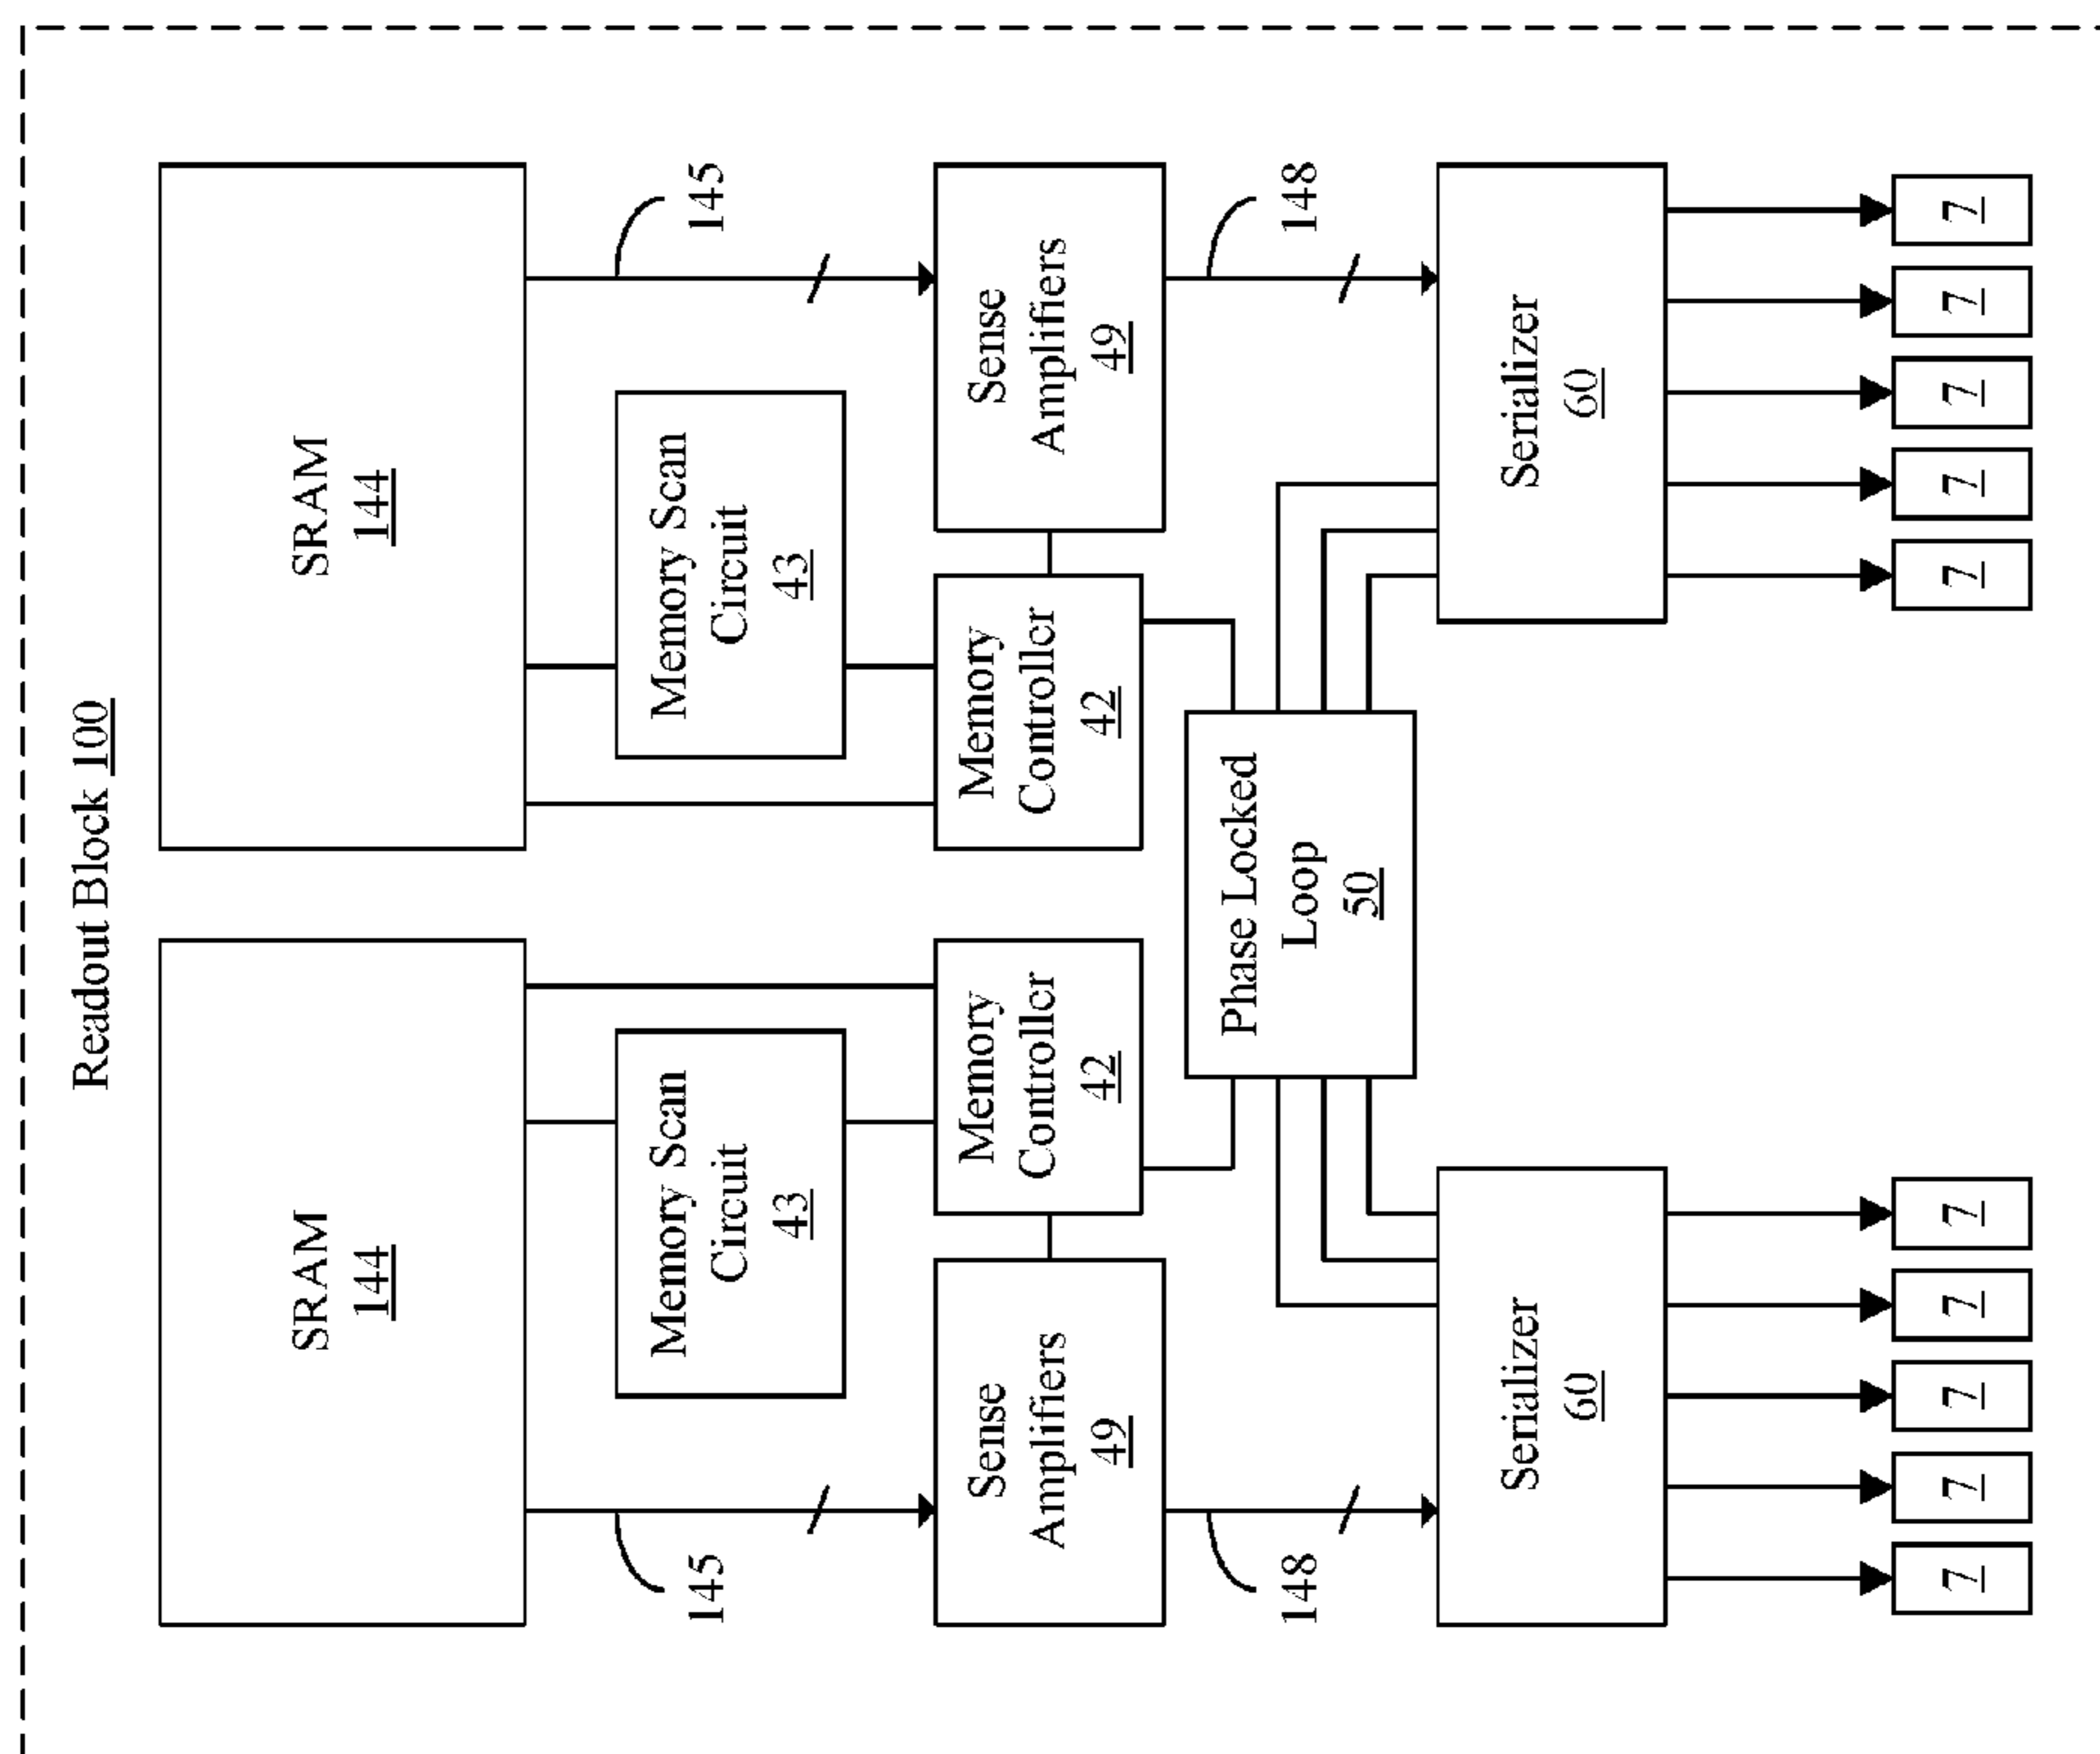 Readout Block 100
SRAM
144
SRAM
144
145
Memory Scan
Circuit
43
Memory Scan
Circuit
43
145
Sense
Amplifiers
49
Memory
Controller
42
Memory
Controller
42
Sense
Amplifiers
49
148
Phase Locked
Loop
50
148
Serializer
60
Serializer
60
7
7
7
7
7
7
7
7
7
7